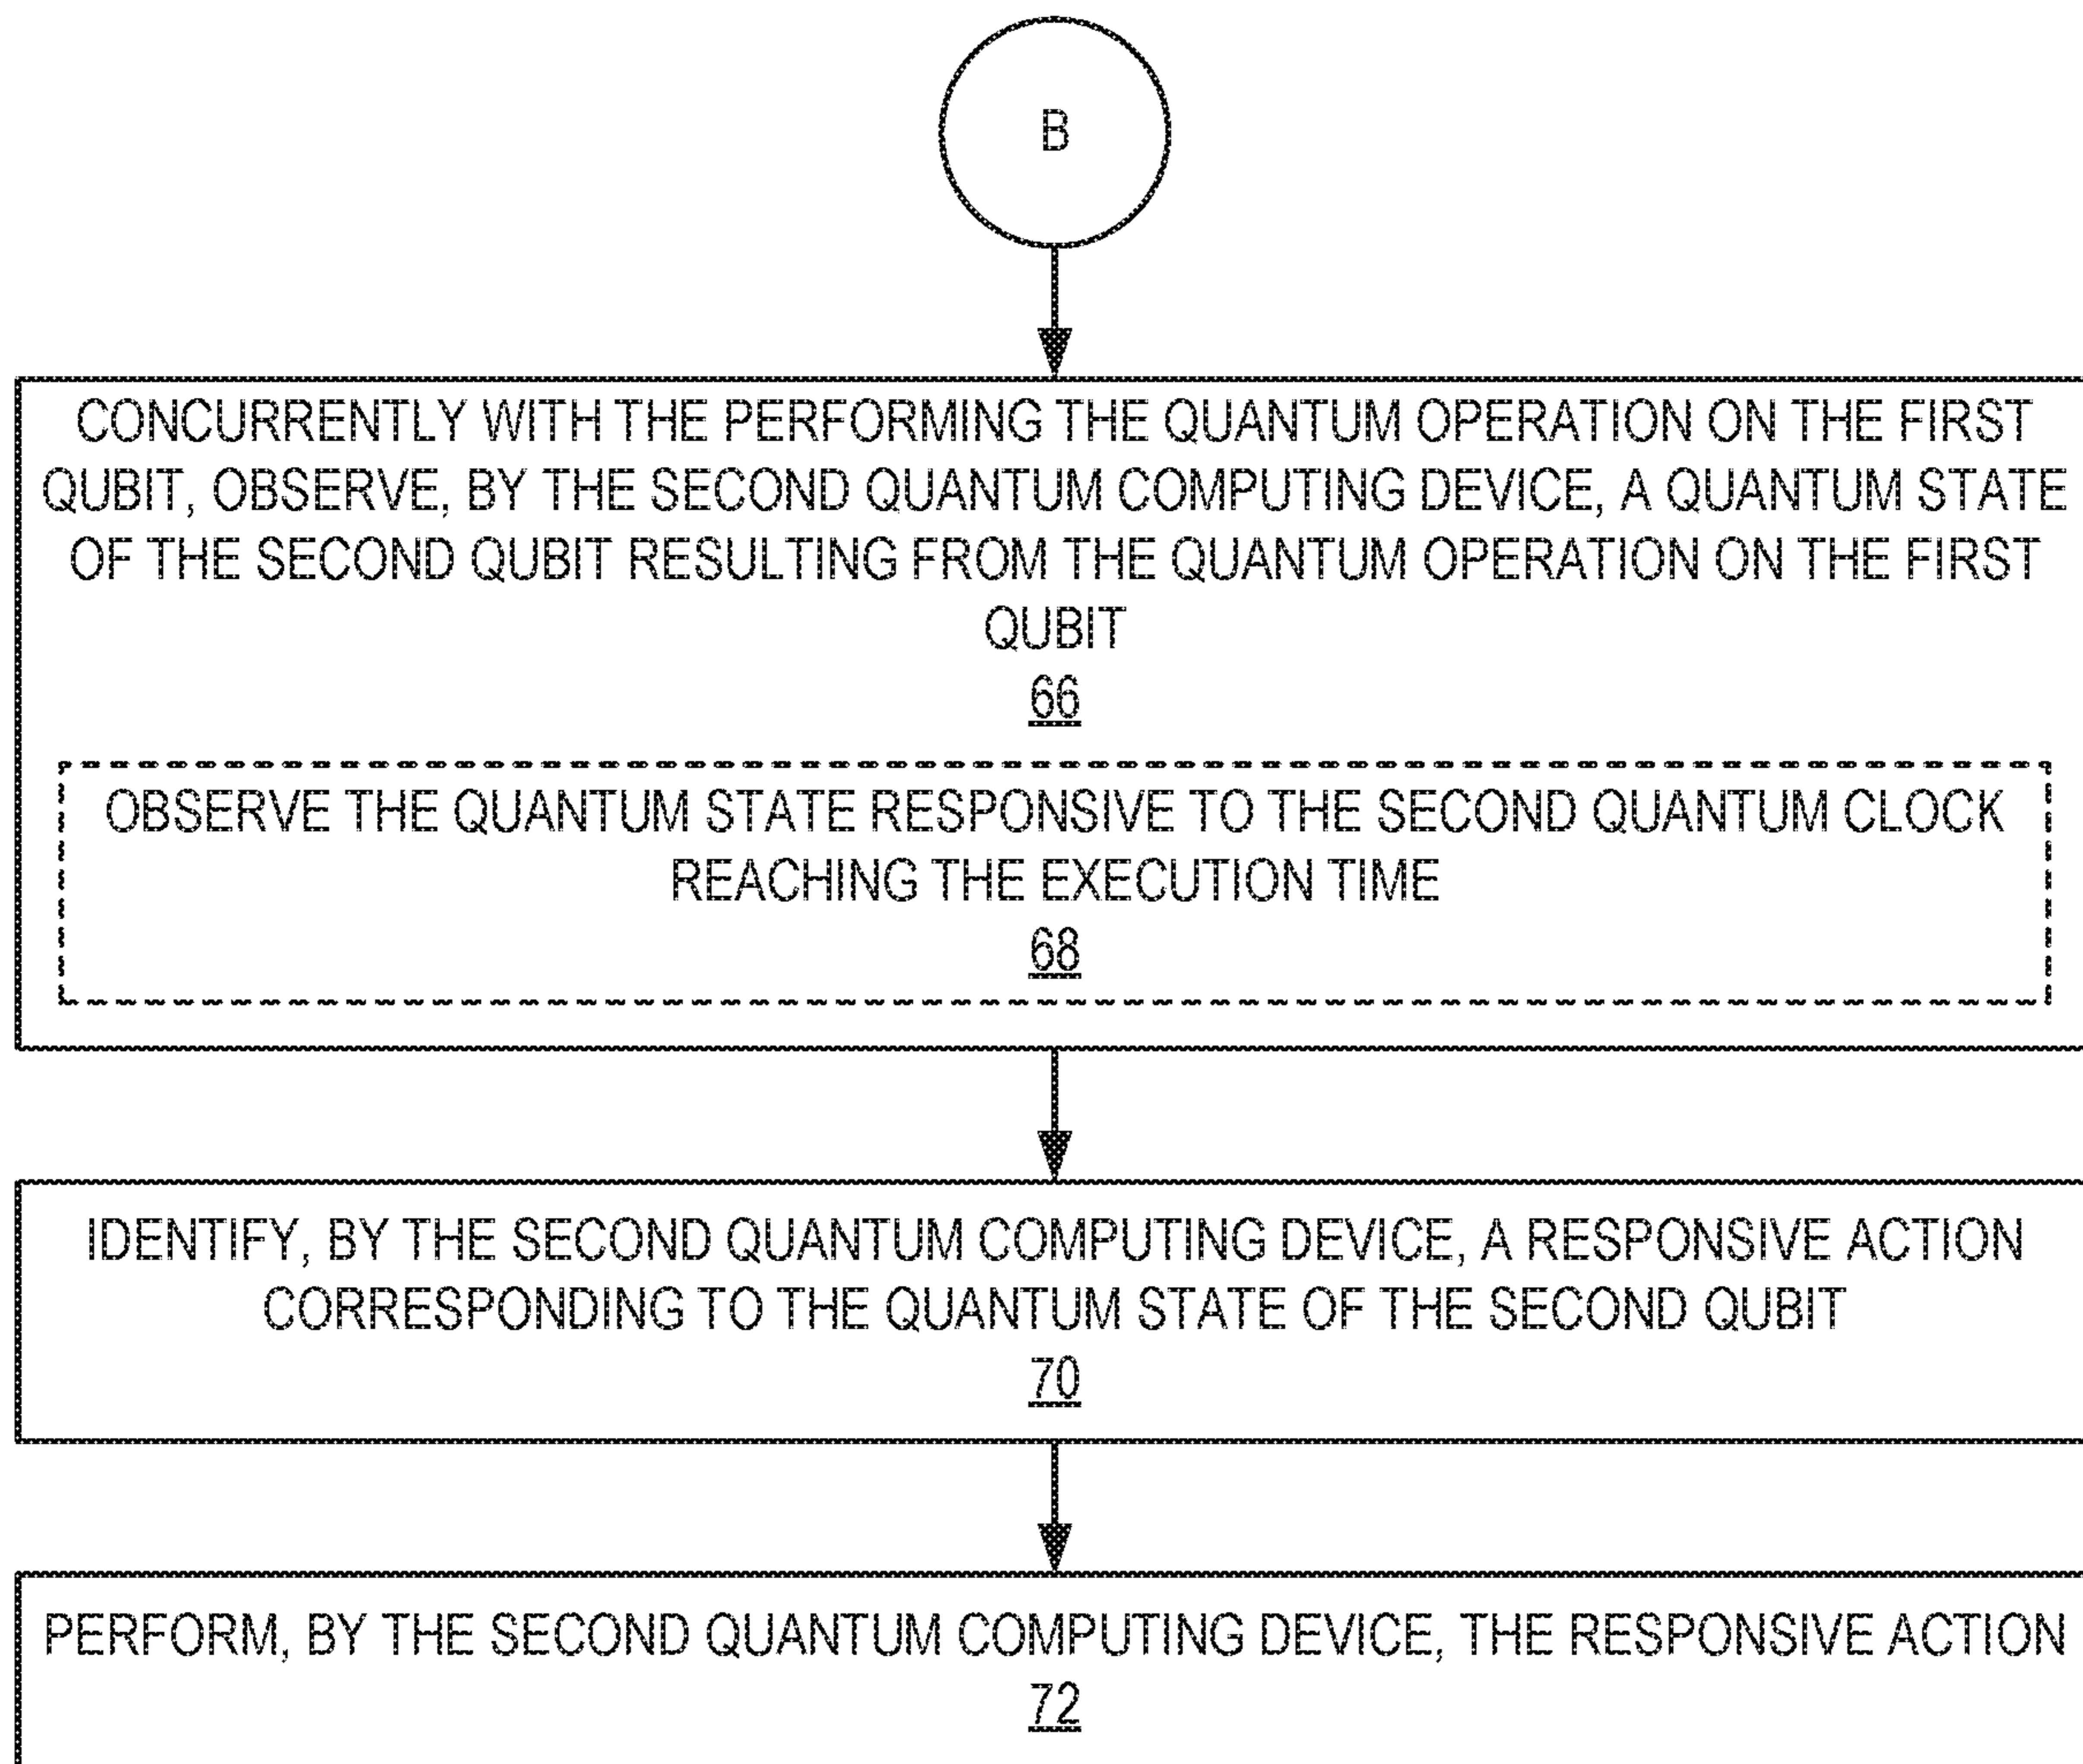 B
CONCURRENTLY WITH THE PERFORMING THE QUANTUM OPERATION ON THE FIRST
QUBIT, OBSERVE, BY THE SECOND QUANTUM COMPUTING DEVICE, A QUANTUM STATE
OF THE SECOND QUBIT RESULTING FROM THE QUANTUM OPERATION ON THE FIRST
QUBIT
66
OBSERVE THE QUANTUM STATE RESPONSIVE TO THE SECOND QUANTUM CLOCK
REACHING THE EXECUTION TIME
68
IDENTIFY, BY THE SECOND QUANTUM COMPUTING DEVICE, A RESPONSIVE ACTION
CORRESPONDING TO THE QUANTUM STATE OF THE SECOND QUBIT
70
PERFORM, BY THE SECOND QUANTUM COMPUTING DEVICE, THE RESPONSIVE ACTION
72